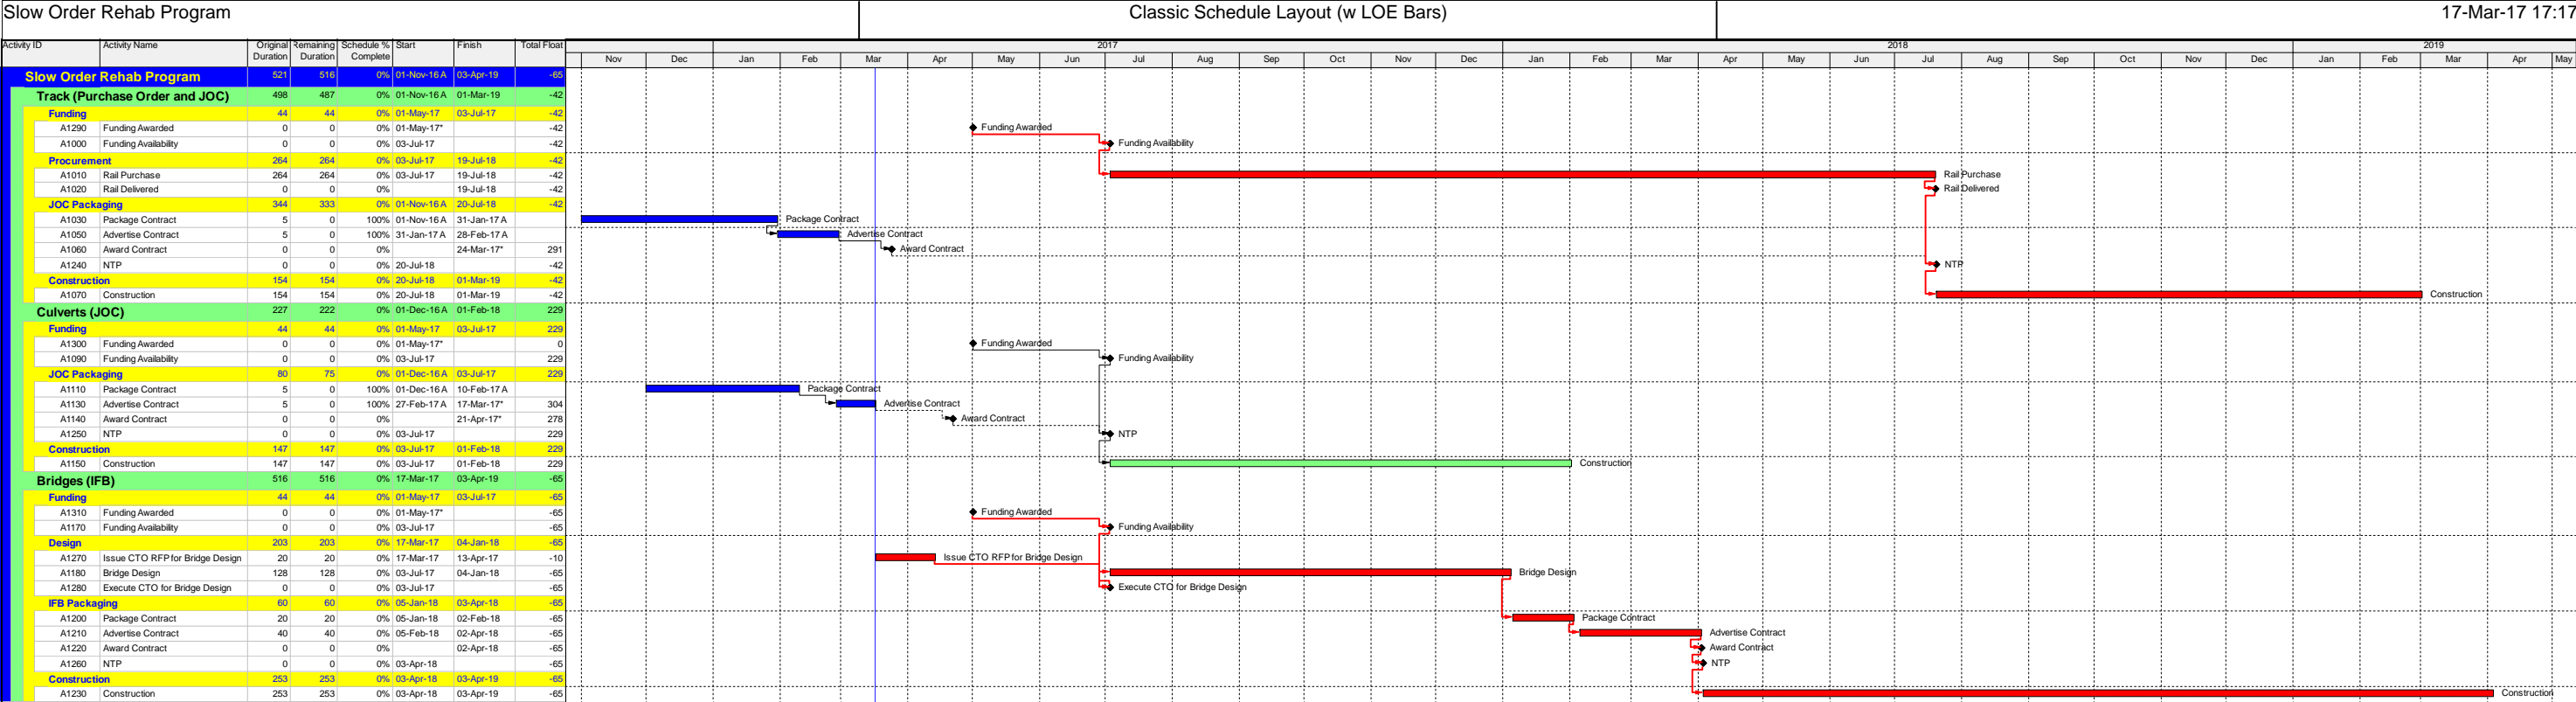 Slow Order Rehab Program Classic Schedule Layout (w LOE Bars) 17-Mar-17 17:17
Activity ID Activity Name Original Duration Remaining Duration Schedule % Complete Start Finish Total Float
2017 2018 2019
Nov Dec Jan Feb Mar Apr May Jun Jul Aug Sep Oct Nov Dec Jan Feb Mar Apr May Jun Jul Aug Sep Oct Nov Dec Jan Feb Mar Apr May
Slow Order Rehab Program 521 516 0% 01-Nov-16 A 03-Apr-19 -65
Track (Purchase Order and JOC) 498 487 0% 01-Nov-16 A 01-Mar-19 -42
Funding 44 44 0% 01-May-17 03-Jul-17 -42
A1290 Funding Awarded 0 0 0% 01-May-17* -42 Funding Awarded
A1000 Funding Availability 0 0 0% 03-Jul-17 -42 Funding Availability
Procurement 264 264 0% 03-Jul-17 19-Jul-18 -42
A1010 Rail Purchase 264 264 0% 03-Jul-17 19-Jul-18 -42 Rail Purchase
A1020 Rail Delivered 0 0 0% 19-Jul-18 -42 Rail Delivered
JOC Packaging 344 333 0% 01-Nov-16 A 20-Jul-18 -42
A1030 Package Contract 5 0 100% 01-Nov-16 A 31-Jan-17 A Package Contract
A1050 Advertise Contract 5 0 100% 31-Jan-17 A 28-Feb-17 A Advertise Contract
A1060 Award Contract 0 0 0% 24-Mar-17* 291 Award Contract
A1240 NTP 0 0 0% 20-Jul-18 -42 NTP
Construction 154 154 0% 20-Jul-18 01-Mar-19 -42
A1070 Construction 154 154 0% 20-Jul-18 01-Mar-19 -42 Construction
Culverts (JOC) 227 222 0% 01-Dec-16 A 01-Feb-18 229
Funding 44 44 0% 01-May-17 03-Jul-17 229
A1300 Funding Awarded 0 0 0% 01-May-17* 0 Funding Awarded
A1090 Funding Availability 0 0 0% 03-Jul-17 229 Funding Availability
JOC Packaging 80 75 0% 01-Dec-16 A 03-Jul-17 229
A1110 Package Contract 5 0 100% 01-Dec-16 A 10-Feb-17 A Package Contract
A1130 Advertise Contract 5 0 100% 27-Feb-17 A 17-Mar-17* 304 Advertise Contract
A1140 Award Contract 0 0 0% 21-Apr-17* 278 Award Contract
A1250 NTP 0 0 0% 03-Jul-17 229 NTP
Construction 147 147 0% 03-Jul-17 01-Feb-18 229
A1150 Construction 147 147 0% 03-Jul-17 01-Feb-18 229 Construction
Bridges (IFB) 516 516 0% 17-Mar-17 03-Apr-19 -65
Funding 44 44 0% 01-May-17 03-Jul-17 -65
A1310 Funding Awarded 0 0 0% 01-May-17* -65 Funding Awarded
A1170 Funding Availability 0 0 0% 03-Jul-17 -65 Funding Availability
Design 203 203 0% 17-Mar-17 04-Jan-18 -65
A1270 Issue CTO RFP for Bridge Design 20 20 0% 17-Mar-17 13-Apr-17 -10 Issue CTO RFP for Bridge Design
A1180 Bridge Design 128 128 0% 03-Jul-17 04-Jan-18 -65 Bridge Design
A1280 Execute CTO for Bridge Design 0 0 0% 03-Jul-17 -65 Execute CTO for Bridge Design
IFB Packaging 60 60 0% 05-Jan-18 03-Apr-18 -65
A1200 Package Contract 20 20 0% 05-Jan-18 02-Feb-18 -65 Package Contract
A1210 Advertise Contract 40 40 0% 05-Feb-18 02-Apr-18 -65 Advertise Contract
A1220 Award Contract 0 0 0% 02-Apr-18 -65 Award Contract
A1260 NTP 0 0 0% 03-Apr-18 -65 NTP
Construction 253 253 0% 03-Apr-18 03-Apr-19 -65
A1230 Construction 253 253 0% 03-Apr-18 03-Apr-19 -65 Construction